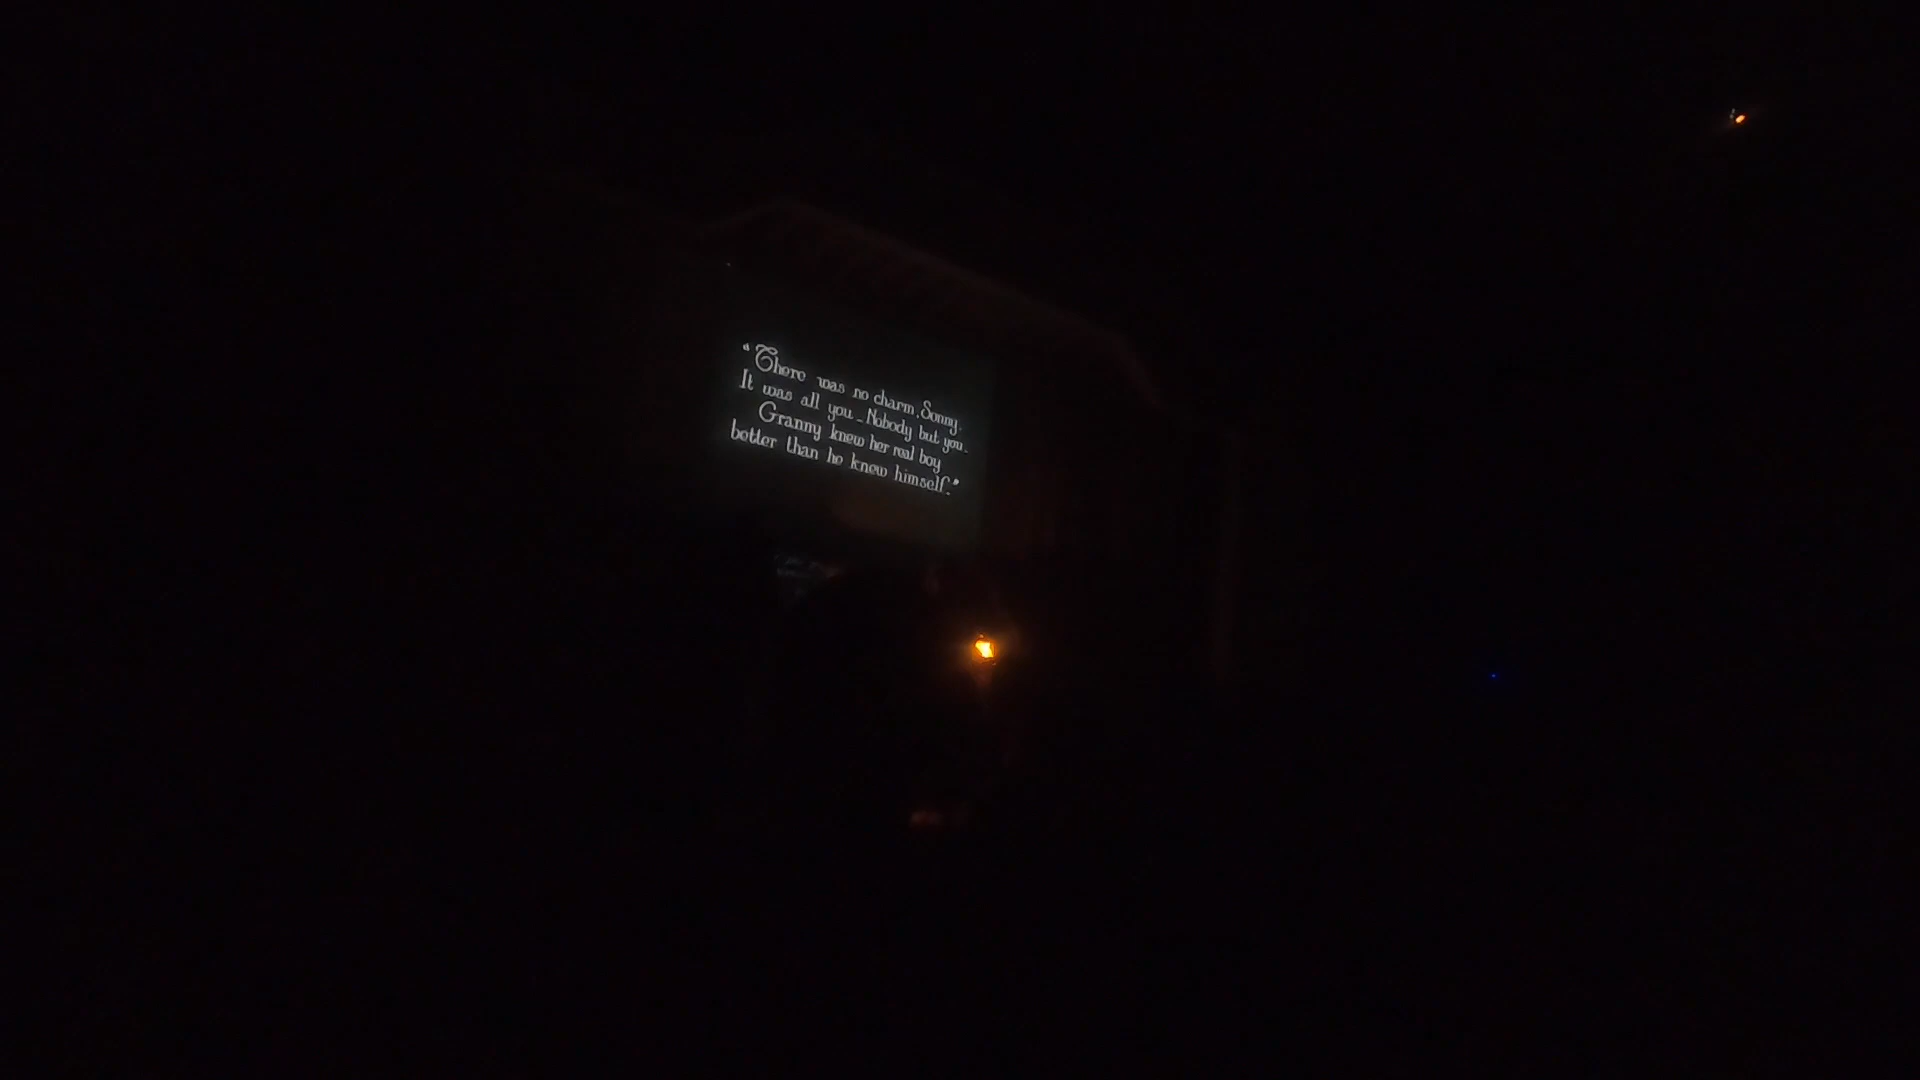 “There was no charm, Sonny.
It was all you - Nobody but you -
Granny knew her real boy
better than he knew himself.”